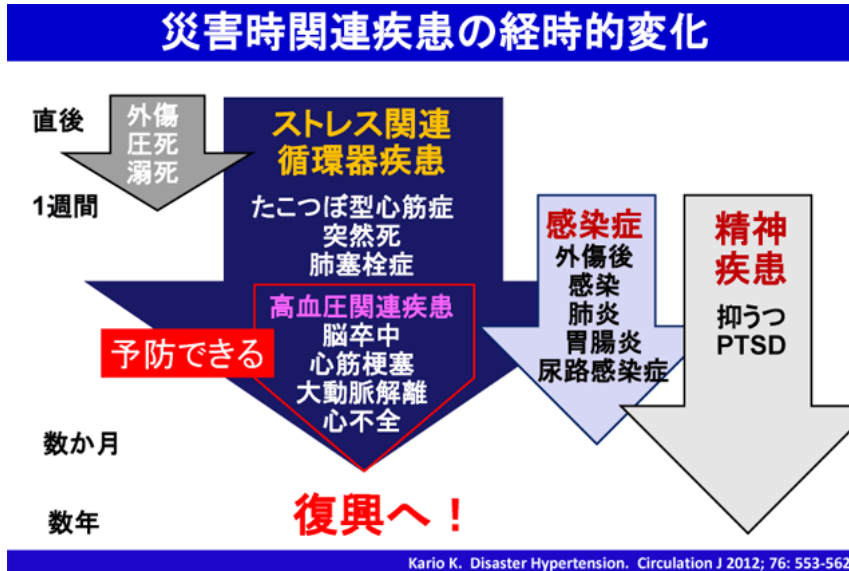 災害時関連疾患の経時的変化
直後
外傷
圧死
溺死
ストレス関連
循環器疾患
1週間
たこつぼ型心筋症
突然死
肺塞栓症
高血圧関連疾患
脳卒中
心筋梗塞
大動脈解離
心不全
予防できる
感染症
外傷後
感染
肺炎
胃腸炎
尿路感染症
精神
疾患
抑うつ
PTSD
数か月
数年
復興へ！
Kario K. Disaster Hypertension. Circulation J 2012; 76: 553-562